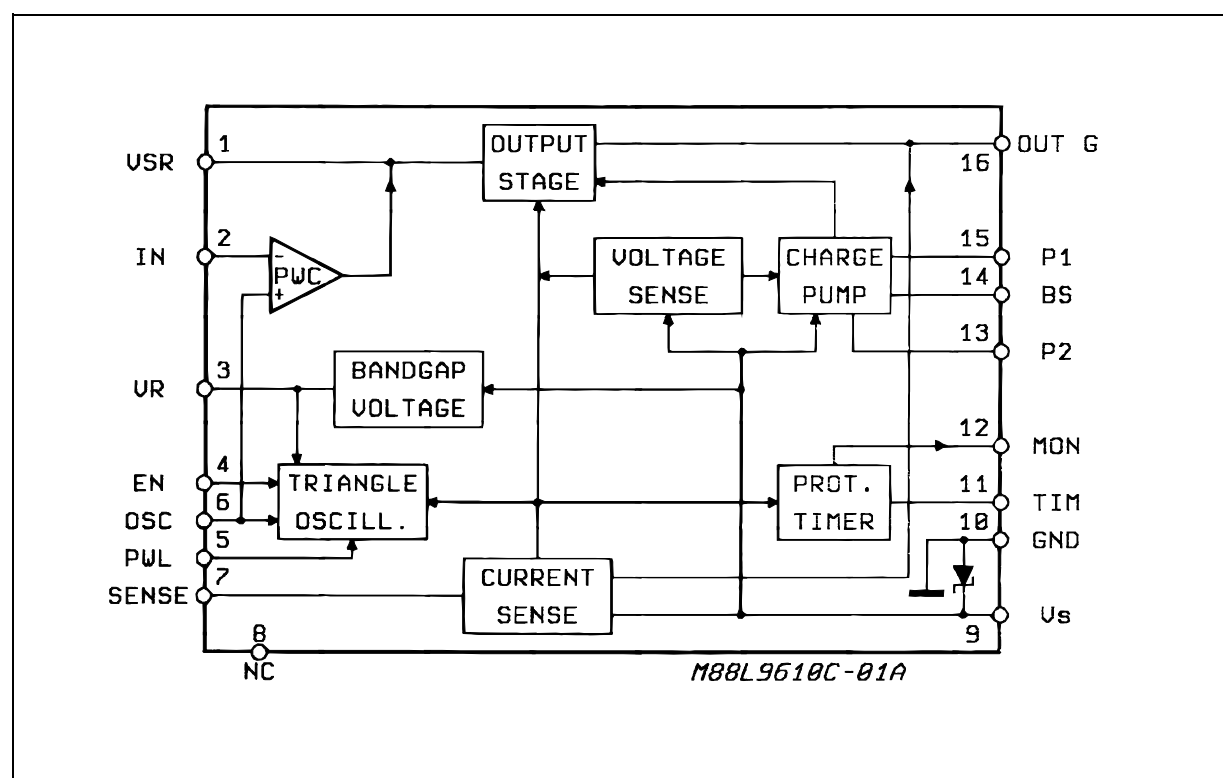 1
VSR
OUTPUT
STAGE
OUT G
16
2
IN
-
PWC
+
VOLTAGE
SENSE
CHARGE
PUMP
15
P1
14
BS
13
P2
3
VR
BANDGAP
VOLTAGE
12
MON
4
EN
6
OSC
5
PWL
7
SENSE
TRIANGLE
OSCILL.
PROT.
TIMER
11
TIM
10
GND
CURRENT
SENSE
Vs
9
8
NC
M88L9610C-01A